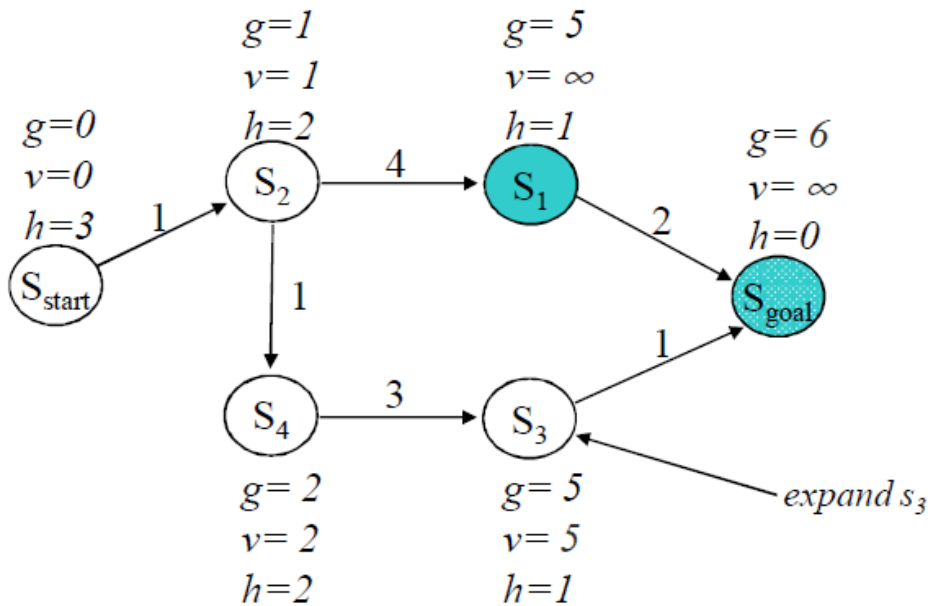 g=1
v= 1
h=2
g= 5
v= ∞
h=1
g=0
v=0
h=3
g= 6
v= ∞
h=0
S2
4
S1
1
2
Sstart
1
Sgoal
1
S4
3
S3
g= 2
v= 2
h= 2
g= 5
v= 5
h= 1
expand s3